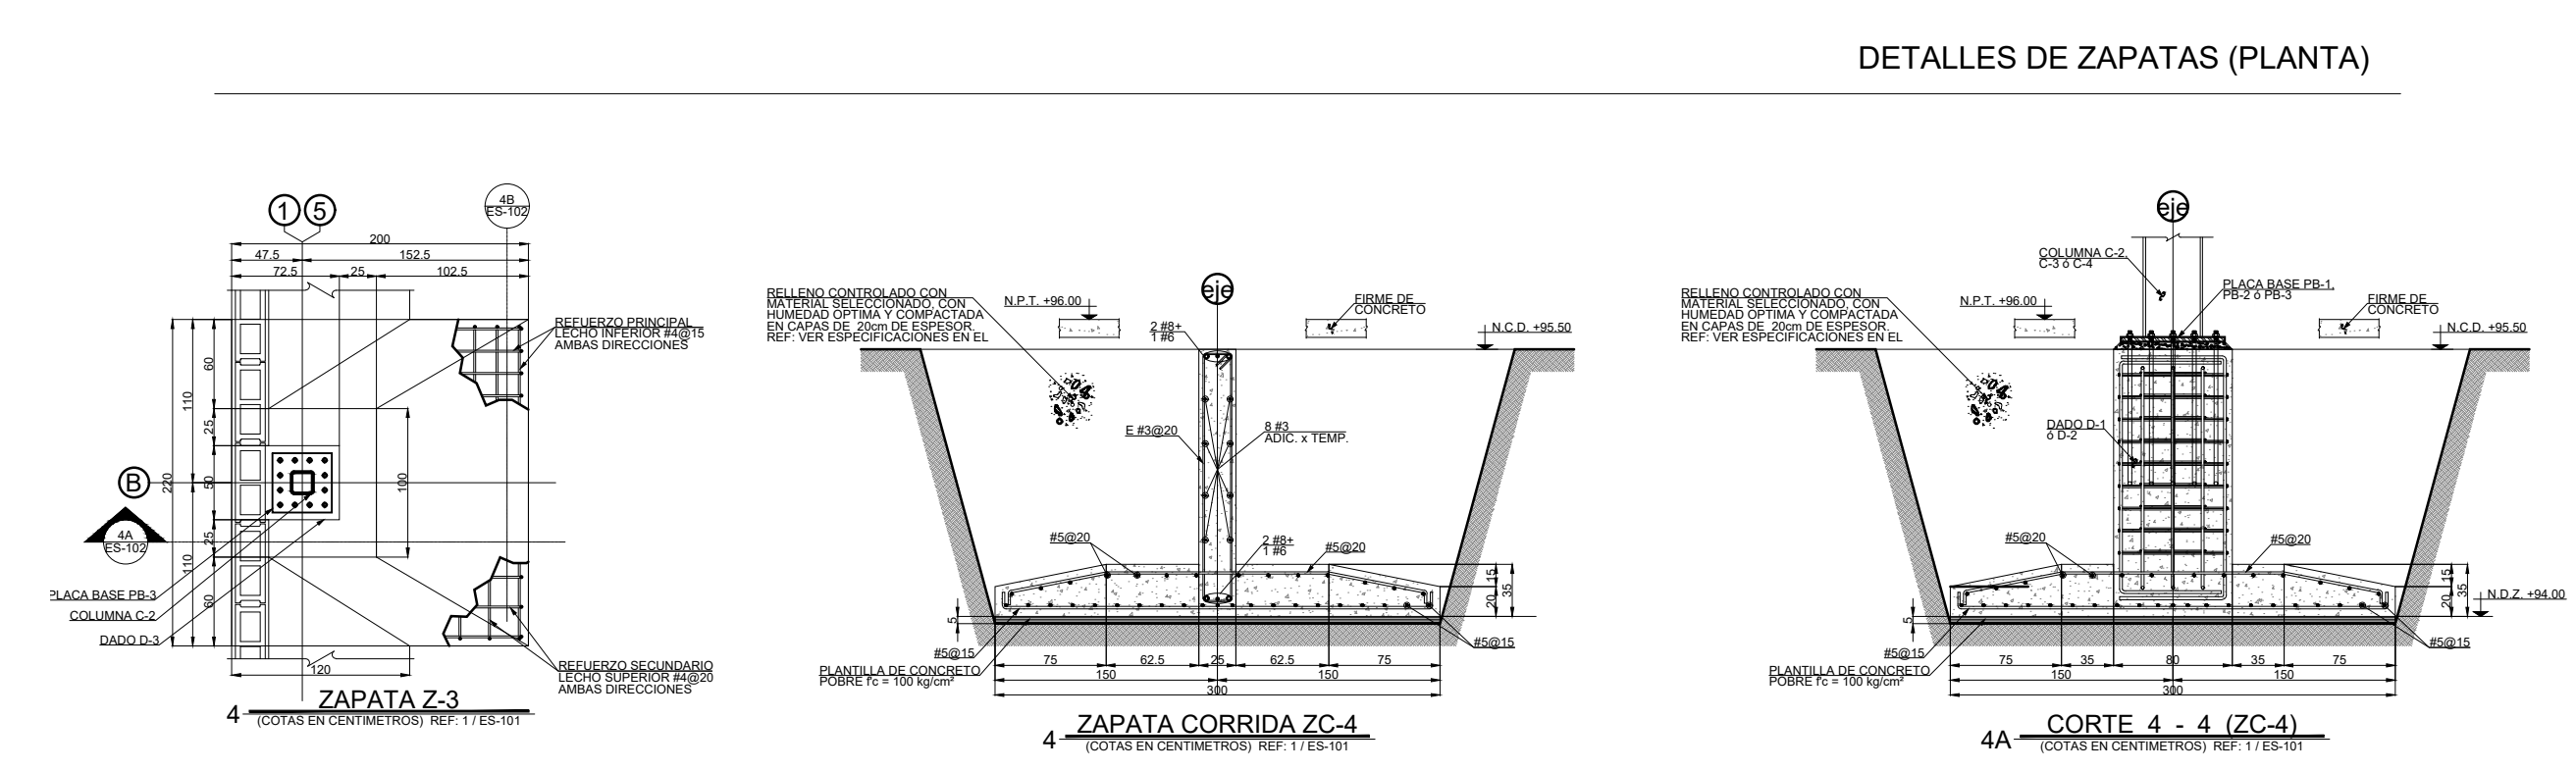 DETALLES DE ZAPATAS (PLANTA)
1
5
4B
ES-102
200
47.5
152.5
72.5
25
102.5
REFUERZO PRINCIPAL
LECHO INFERIOR #4@15
AMBAS DIRECCIONES
60
110
25
220
50
100
B
4A
ES-102
25
110
60
PLACA BASE PB-3
COLUMNA C-2
DADO D-3
120
REFUERZO SECUNDARIO
LECHO SUPERIOR #4@20
AMBAS DIRECCIONES
4
ZAPATA Z-3
(COTAS EN CENTIMETROS) REF: 1 / ES-101
eje
RELLENO CONTROLADO CON
MATERIAL SELECCIONADO, CON
HUMEDAD OPTIMA Y COMPACTADA
EN CAPAS DE 20cm DE ESPESOR.
REF: VER ESPECIFICACIONES EN EL
N.P.T. +96.00
2 #8+
1 #6
FIRME DE
CONCRETO
N.C.D. +95.50
E #3@20
8 #3
ADIC. x TEMP.
#5@20
2 #8+
1 #6
#5@20
15
20
35
5
#5@15
#5@15
PLANTILLA DE CONCRETO
POBRE f'c = 100 kg/cm²
75
62.5
25
62.5
75
150
150
300
4
ZAPATA CORRIDA ZC-4
(COTAS EN CENTIMETROS) REF: 1 / ES-101
eje
COLUMNA C-2,
C-3 ó C-4
RELLENO CONTROLADO CON
MATERIAL SELECCIONADO, CON
HUMEDAD OPTIMA Y COMPACTADA
EN CAPAS DE 20cm DE ESPESOR.
REF: VER ESPECIFICACIONES EN EL
N.P.T. +96.00
PLACA BASE PB-1,
PB-2 ó PB-3
FIRME DE
CONCRETO
N.C.D. +95.50
DADO D-1
ó D-2
#5@20
#5@20
15
20
35
N.D.Z. +94.00
5
#5@15
#5@15
PLANTILLA DE CONCRETO
POBRE f'c = 100 kg/cm²
75
35
80
35
75
150
150
300
4A
CORTE 4 - 4 (ZC-4)
(COTAS EN CENTIMETROS) REF: 1 / ES-101